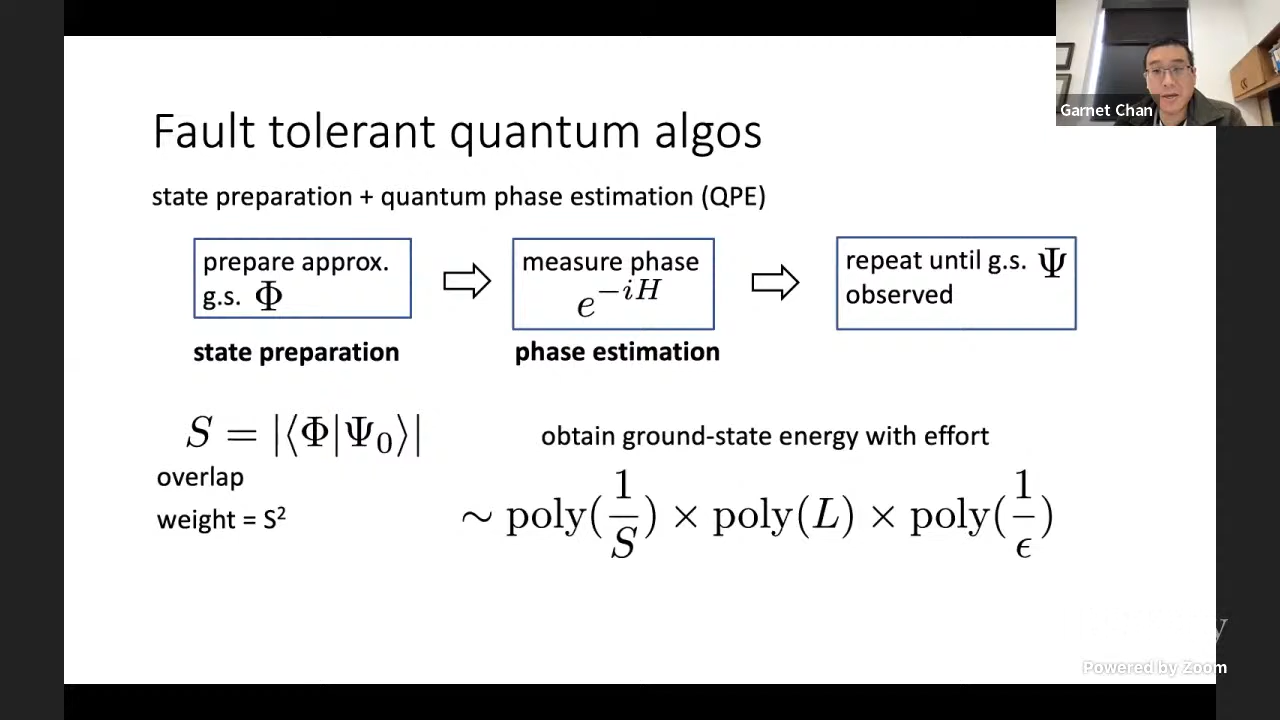 Garnet Chan
Fault tolerant quantum algos
state preparation + quantum phase estimation (QPE)
prepare approx.
g.s. Φ
measure phase
e^{-iH}
repeat until g.s. Ψ
observed
state preparation
phase estimation
S = |⟨Φ|Ψ₀⟩|
overlap
weight = S²
obtain ground-state energy with effort
∼ poly(1/S) × poly(L) × poly(1/ϵ)
y
Powered by Zoom